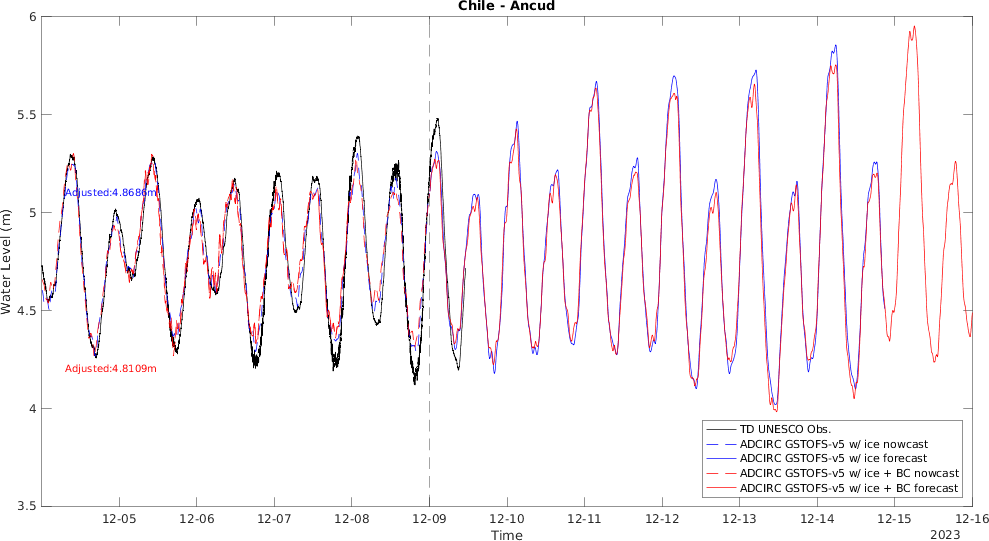 Chile - Ancud
6
5.5
5
4.5
4
3.5
Water Level (m)
Adjusted:4.8686m
Adjusted:4.8109m
TD UNESCO Obs.
ADCIRC GSTOFS-v5 w/ ice nowcast
ADCIRC GSTOFS-v5 w/ ice forecast
ADCIRC GSTOFS-v5 w/ ice + BC nowcast
ADCIRC GSTOFS-v5 w/ ice + BC forecast
12-05 12-06 12-07 12-08 12-09 12-10 12-11 12-12 12-13 12-14 12-15 12-16
Time
2023